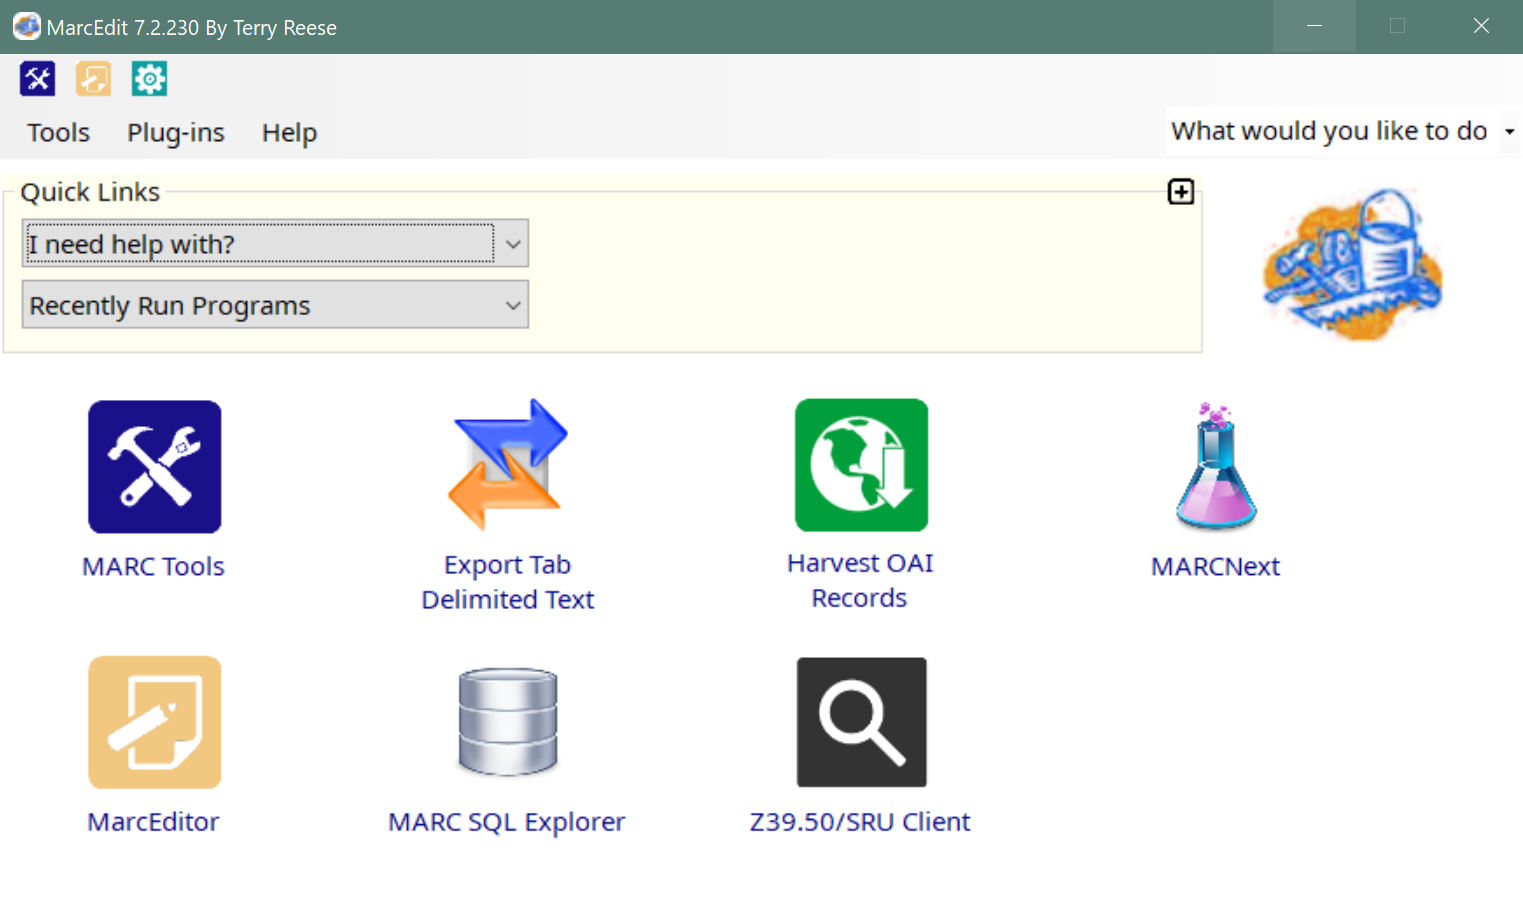 MarcEdit 7.2.230 By Terry Reese
Tools Plug-ins Help
What would you like to do
Quick Links
I need help with?
Recently Run Programs
MARC Tools
Export Tab
Delimited Text
Harvest OAI
Records
MARCNext
MarcEditor
MARC SQL Explorer
Z39.50/SRU Client